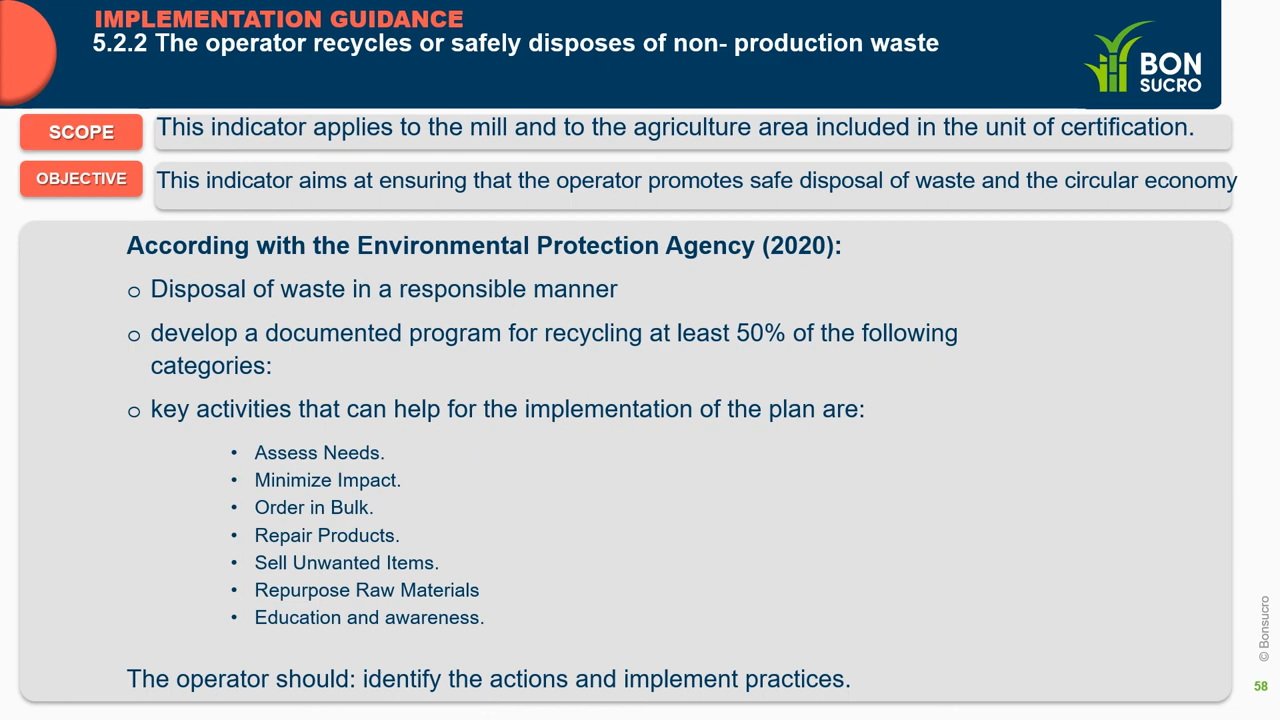 IMPLEMENTATION GUIDANCE
5.2.2 The operator recycles or safely disposes of non- production waste
BON
SUCRO
SCOPE
This indicator applies to the mill and to the agriculture area included in the unit of certification.
OBJECTIVE
This indicator aims at ensuring that the operator promotes safe disposal of waste and the circular economy
According with the Environmental Protection Agency (2020):
o Disposal of waste in a responsible manner
o develop a documented program for recycling at least 50% of the following
categories:
o key activities that can help for the implementation of the plan are:
• Assess Needs.
• Minimize Impact.
• Order in Bulk.
• Repair Products.
• Sell Unwanted Items.
• Repurpose Raw Materials
• Education and awareness.
The operator should: identify the actions and implement practices.
© Bonsucro
58